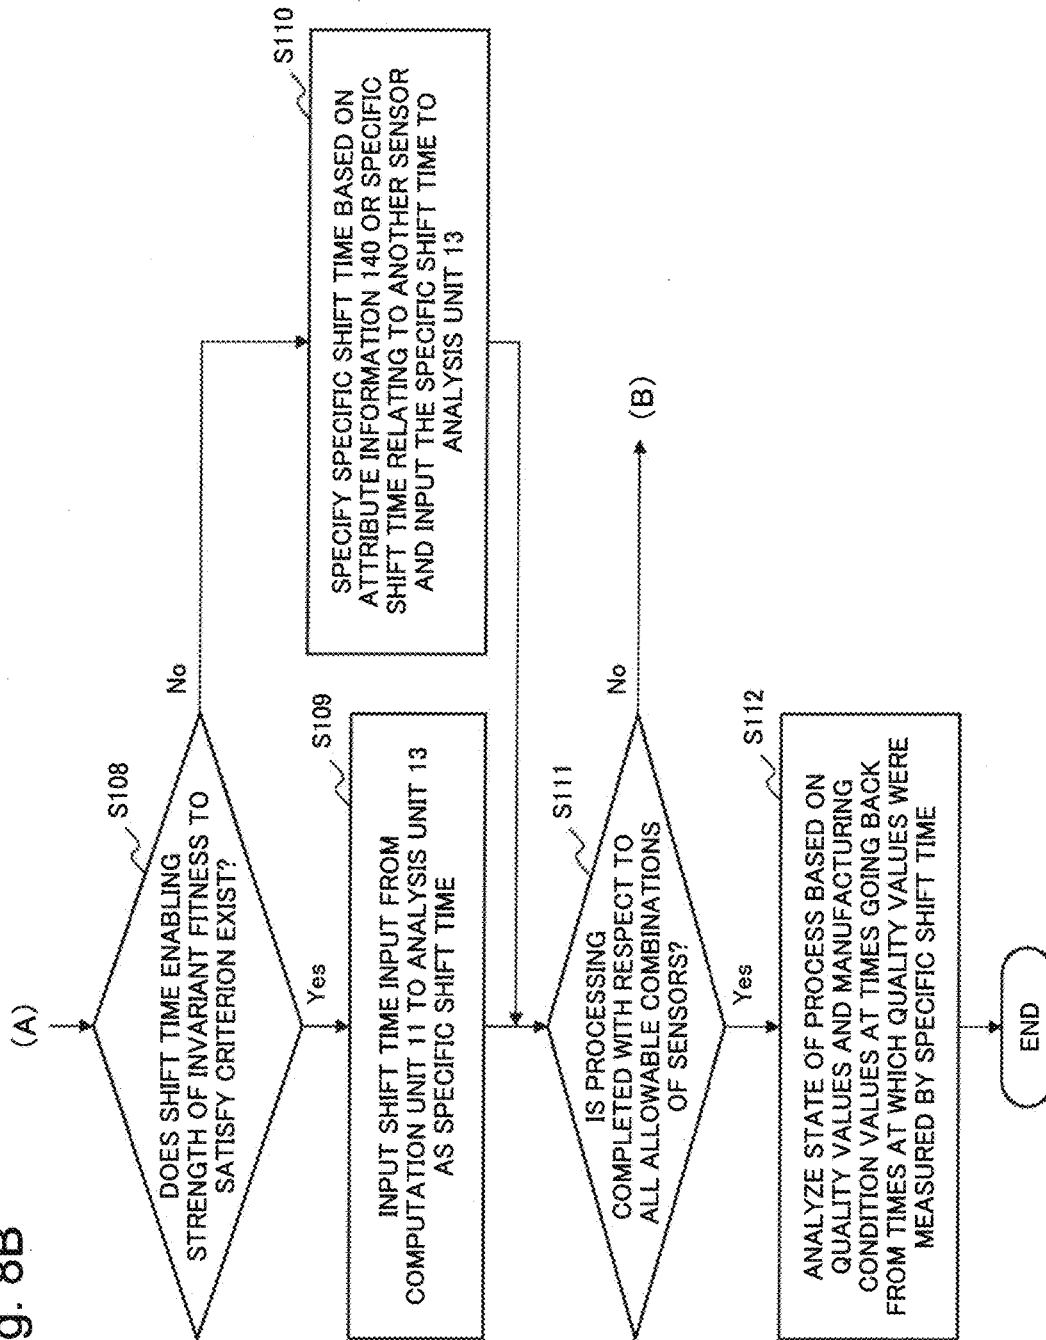 g. 8B
(A)
S108
DOES SHIFT TIME ENABLING
STRENGTH OF INVARIANT FITNESS TO
SATISFY CRITERION EXIST?
No
Yes
S109
INPUT SHIFT TIME INPUT FROM
COMPUTATION UNIT 11 TO ANALYSIS UNIT 13
AS SPECIFIC SHIFT TIME
S110
SPECIFY SPECIFIC SHIFT TIME BASED ON
ATTRIBUTE INFORMATION 140 OR SPECIFIC
SHIFT TIME RELATING TO ANOTHER SENSOR
AND INPUT THE SPECIFIC SHIFT TIME TO
ANALYSIS UNIT 13
S111
IS PROCESSING
COMPLETED WITH RESPECT TO
ALL ALLOWABLE COMBINATIONS
OF SENSORS?
No
(B)
Yes
S112
ANALYZE STATE OF PROCESS BASED ON
QUALITY VALUES AND MANUFACTURING
CONDITION VALUES AT TIMES GOING BACK
FROM TIMES AT WHICH QUALITY VALUES WERE
MEASURED BY SPECIFIC SHIFT TIME
END